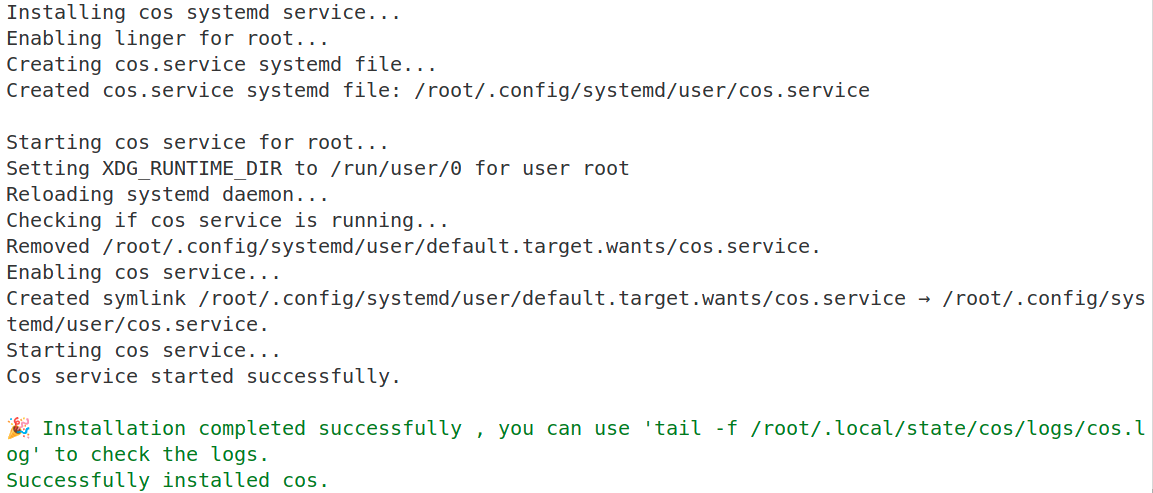 Installing cos systemd service...
Enabling linger for root...
Creating cos.service systemd file...
Created cos.service systemd file: /root/.config/systemd/user/cos.service
Starting cos service for root...
Setting XDG_RUNTIME_DIR to /run/user/0 for user root
Reloading systemd daemon...
Checking if cos service is running...
Removed /root/.config/systemd/user/default.target.wants/cos.service.
Enabling cos service...
Created symlink /root/.config/systemd/user/default.target.wants/cos.service → /root/.config/sys
temd/user/cos.service.
Starting cos service...
Cos service started successfully.
🎉 Installation completed successfully , you can use 'tail -f /root/.local/state/cos/logs/cos.l
og' to check the logs.
Successfully installed cos.